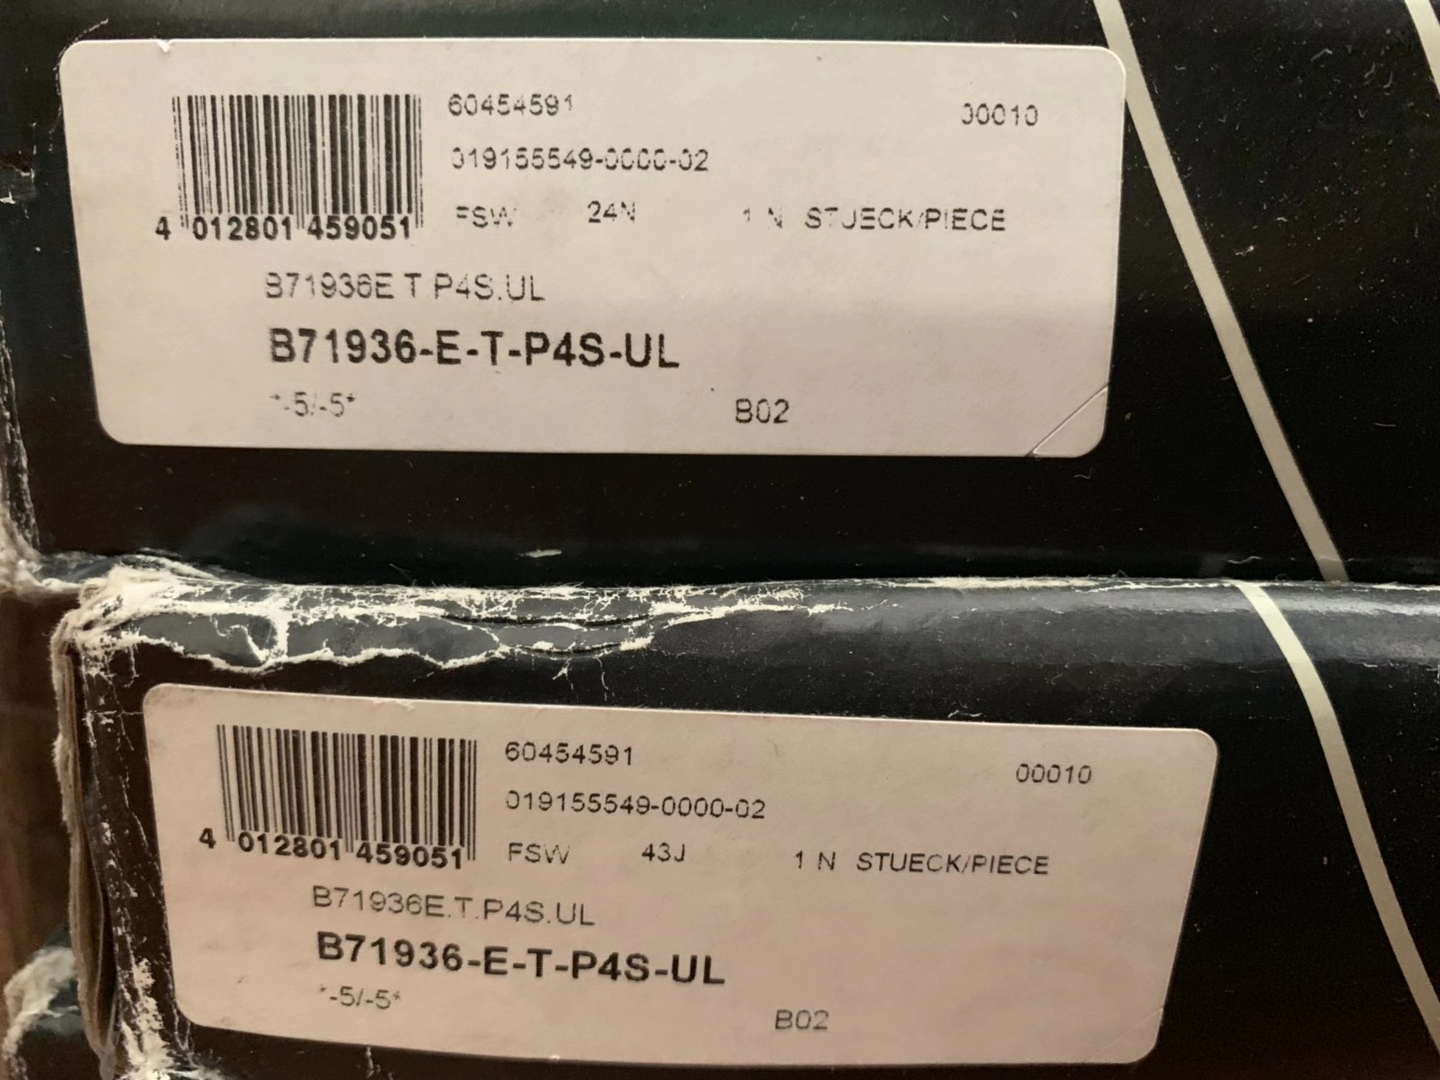 60454591
00010
019155549-0000-02
FSW 24N 1 N STUECK/PIECE
4 012801 459051
B71936E.T.P4S.UL
B71936-E-T-P4S-UL
*-5/-5*
B02
60454591
00010
019155549-0000-02
FSW 43J 1 N STUECK/PIECE
4 012801 459051
B71936E.T.P4S.UL
B71936-E-T-P4S-UL
*-5/-5*
B02